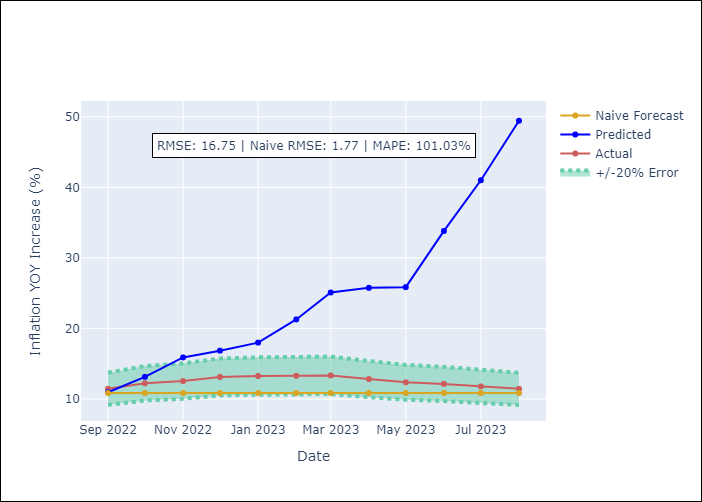 RMSE: 16.75 | Naive RMSE: 1.77 | MAPE: 101.03%
Naive Forecast
Predicted
Actual
+/-20% Error
Inflation YOY Increase (%)
50
40
30
20
10
Sep 2022
Nov 2022
Jan 2023
Mar 2023
May 2023
Jul 2023
Date